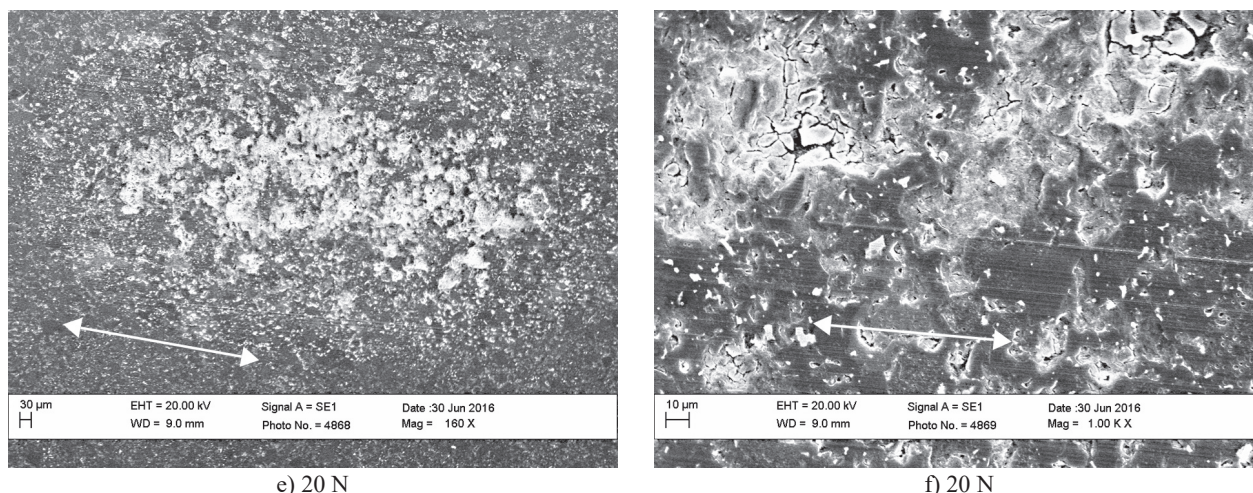 30 µm
EHT = 20.00 kV
Signal A = SE1
Date :30 Jun 2016
WD = 9.0 mm
Photo No. = 4868
Mag = 160 X
e) 20 N
10 µm
EHT = 20.00 kV
Signal A = SE1
Date :30 Jun 2016
WD = 9.0 mm
Photo No. = 4869
Mag = 1.00 K X
f) 20 N